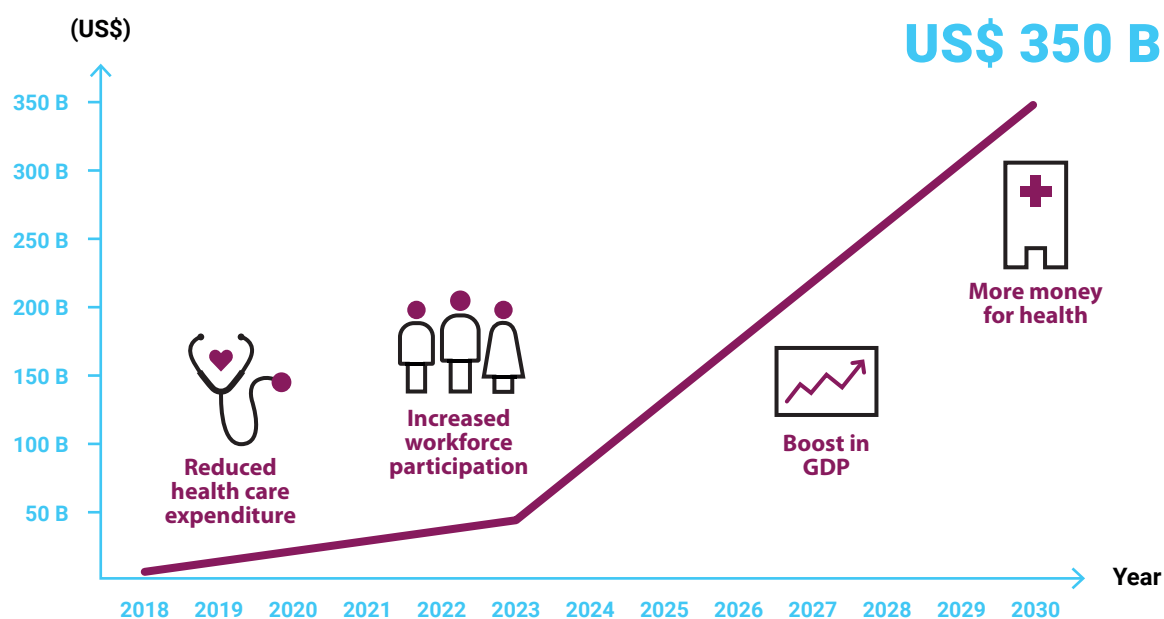 (US$)
US$ 350 B
350 B
300 B
250 B
200 B
150 B
100 B
50 B
Reduced
health care
expenditure
Increased
workforce
participation
Boost in
GDP
More money
for health
Year
2018 2019 2020 2021 2022 2023 2024 2025 2026 2027 2028 2029 2030